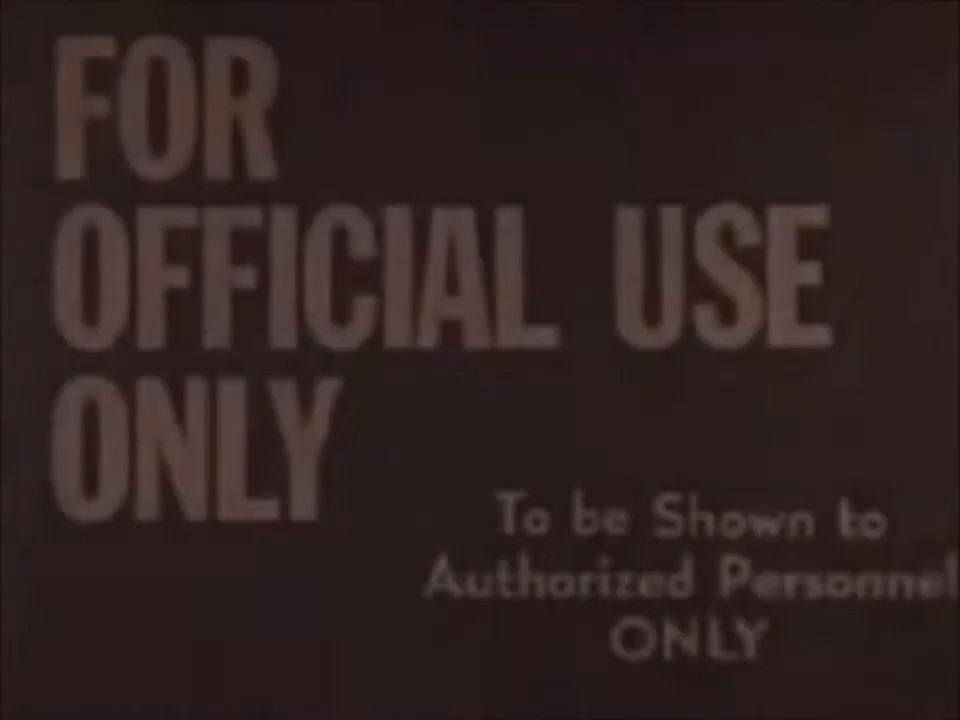 FOR
OFFICIAL USE
ONLY
To be Shown to
Authorized Personnel
ONLY